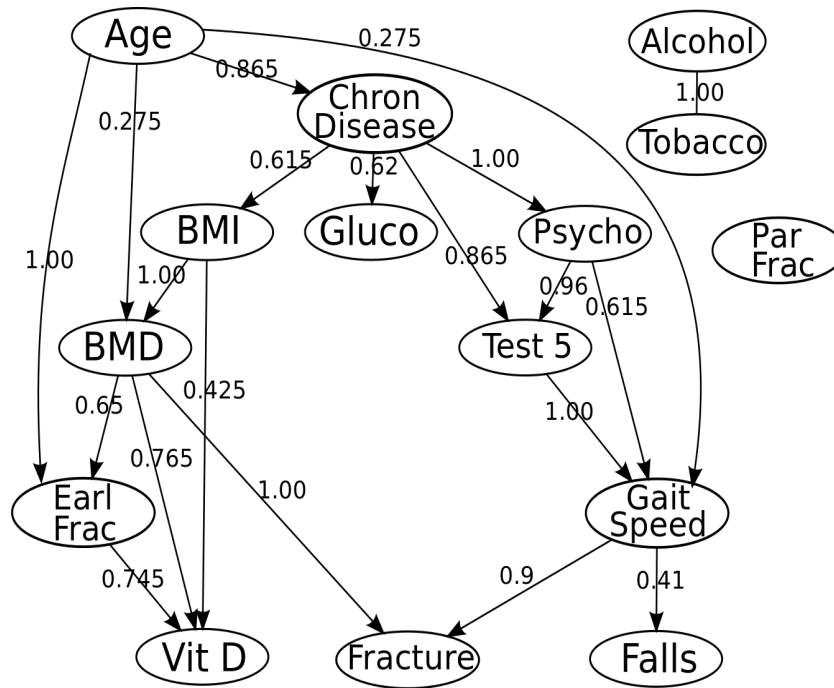 Age
0.275
Alcohol
0.865
1.00
Chron
Disease
0.275
Tobacco
0.615
0.62
1.00
BMI
Gluco
Psycho
Par
Frac
1.00
1.00
0.865
0.96
0.615
BMD
Test 5
0.65
0.425
1.00
0.765
1.00
Earl
Frac
Gait
Speed
0.745
0.9
0.41
Vit D
Fracture
Falls